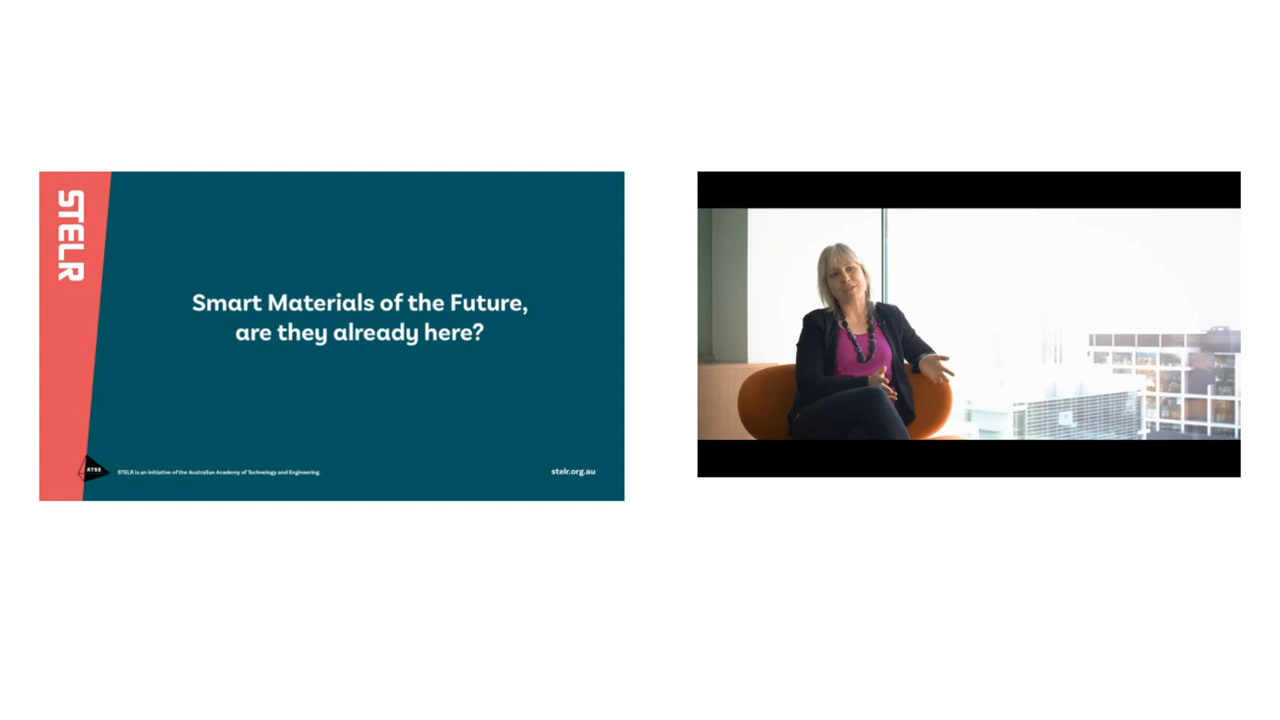 STELR
Smart Materials of the Future,
are they already here?
ATSE
STELR is an initiative of the Australian Academy of Technology and Engineering.
stelr.org.au